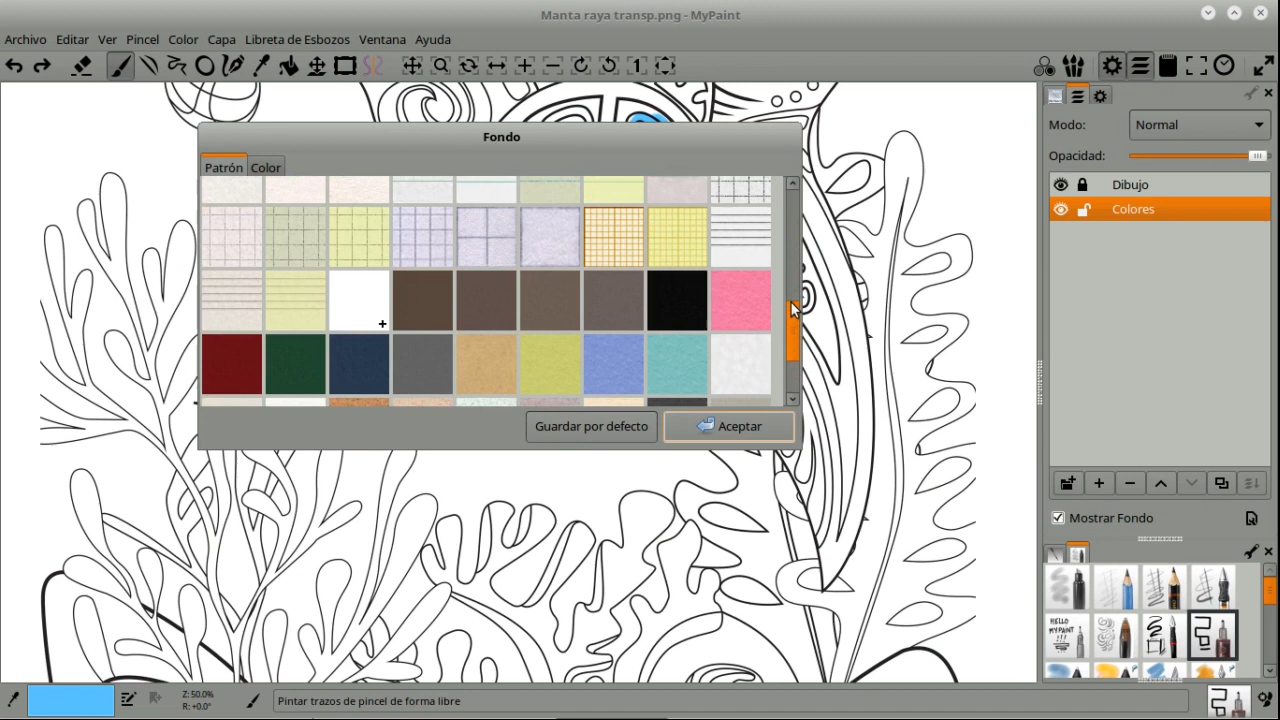 Manta raya transp.png - MyPaint
Archivo Editar Ver Pincel Color Capa Libreta de Esbozos Ventana Ayuda
Fondo
Patrón Color
Guardar por defecto Aceptar
Modo: Normal
Opacidad:
Dibujo
Colores
Mostrar Fondo
HELLO
MYPAINT
!!!
Z: 50.0%
R: +0.0°
Pintar trazos de pincel de forma libre